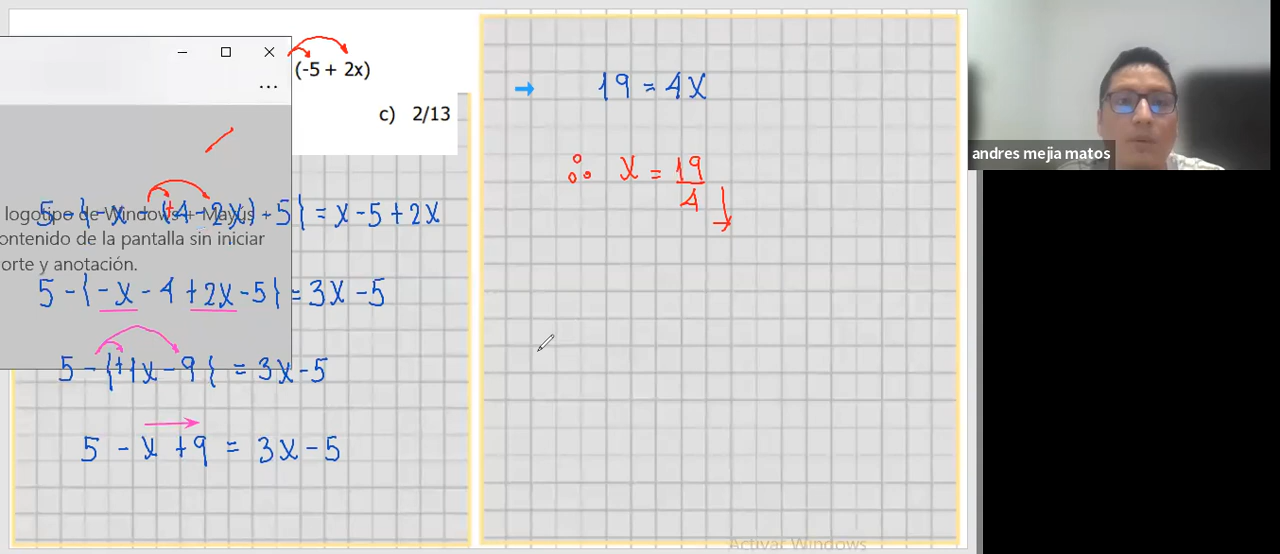 (-5 + 2x)
c) 2/13
logotipo de Windows + Mayús +
ontenido de la pantalla sin iniciar
orte y anotación.
5 - { - x - (+4 - 2x) - 5} = x - 5 + 2x
5 - { - x - 4 + 2x - 5} = 3x - 5
5 - {+1x - 9} = 3x - 5
5 - x + 9 = 3x - 5
→ 19 = 4x
∴ x = 19/4
andres mejia matos
Activar Windows